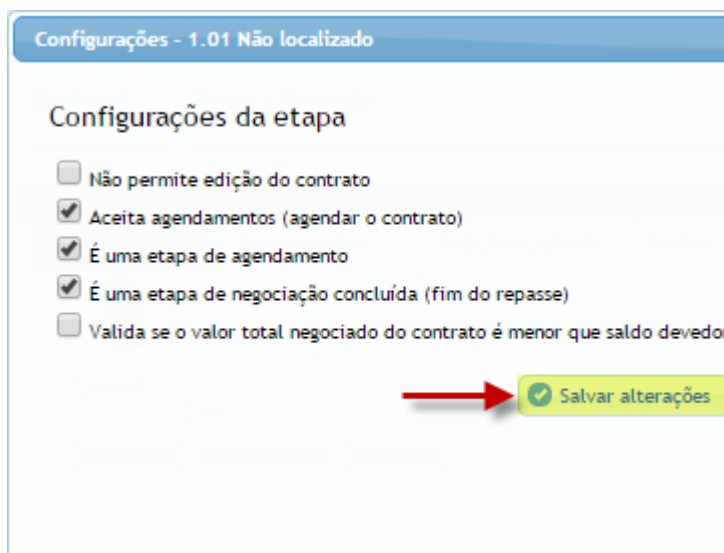 Configurações - 1.01 Não localizado
Configurações da etapa
Não permite edição do contrato
Aceita agendamentos (agendar o contrato)
É uma etapa de agendamento
É uma etapa de negociação concluída (fim do repasse)
Valida se o valor total negociado do contrato é menor que saldo devedo
Salvar alterações